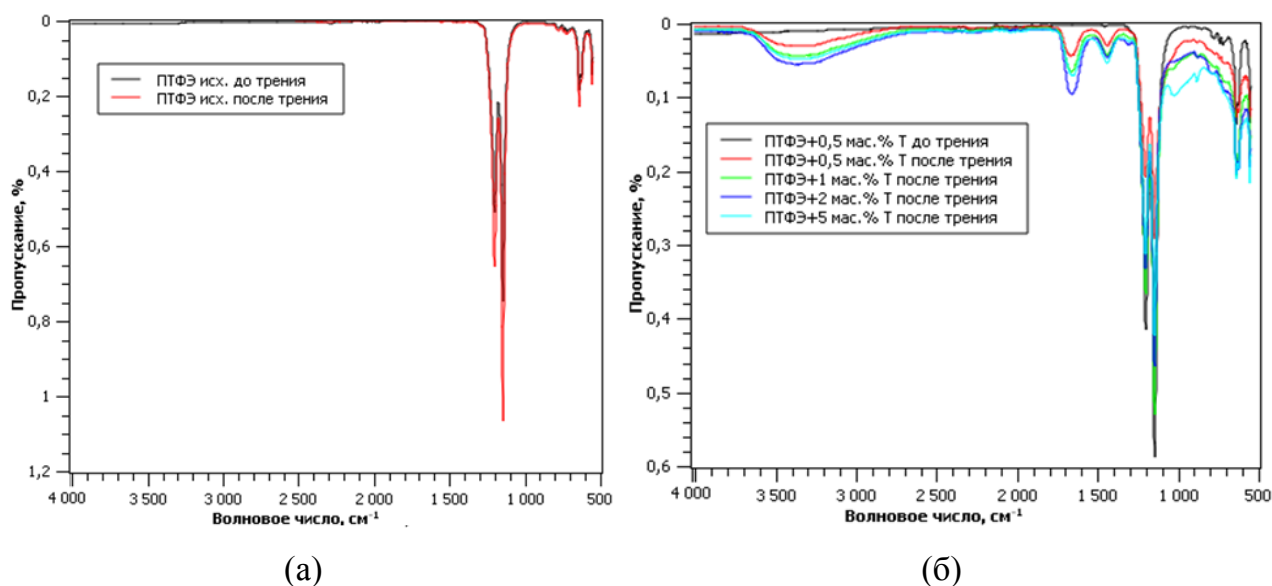 ПТФЭ исх. до трения
ПТФЭ исх. после трения
Пропускание, %
0
0,2
0,4
0,6
0,8
1
1,2
4 000 3 500 3 000 2 500 2 000 1 500 1 000 500
Волновое число, см⁻¹
(а)
ПТФЭ+0,5 мас.% Т до трения
ПТФЭ+0,5 мас.% Т после трения
ПТФЭ+1 мас.% Т после трения
ПТФЭ+2 мас.% Т после трения
ПТФЭ+5 мас.% Т после трения
Пропускание, %
0
0,1
0,2
0,3
0,4
0,5
0,6
4 000 3 500 3 000 2 500 2 000 1 500 1 000 500
Волновое число, см⁻¹
(б)